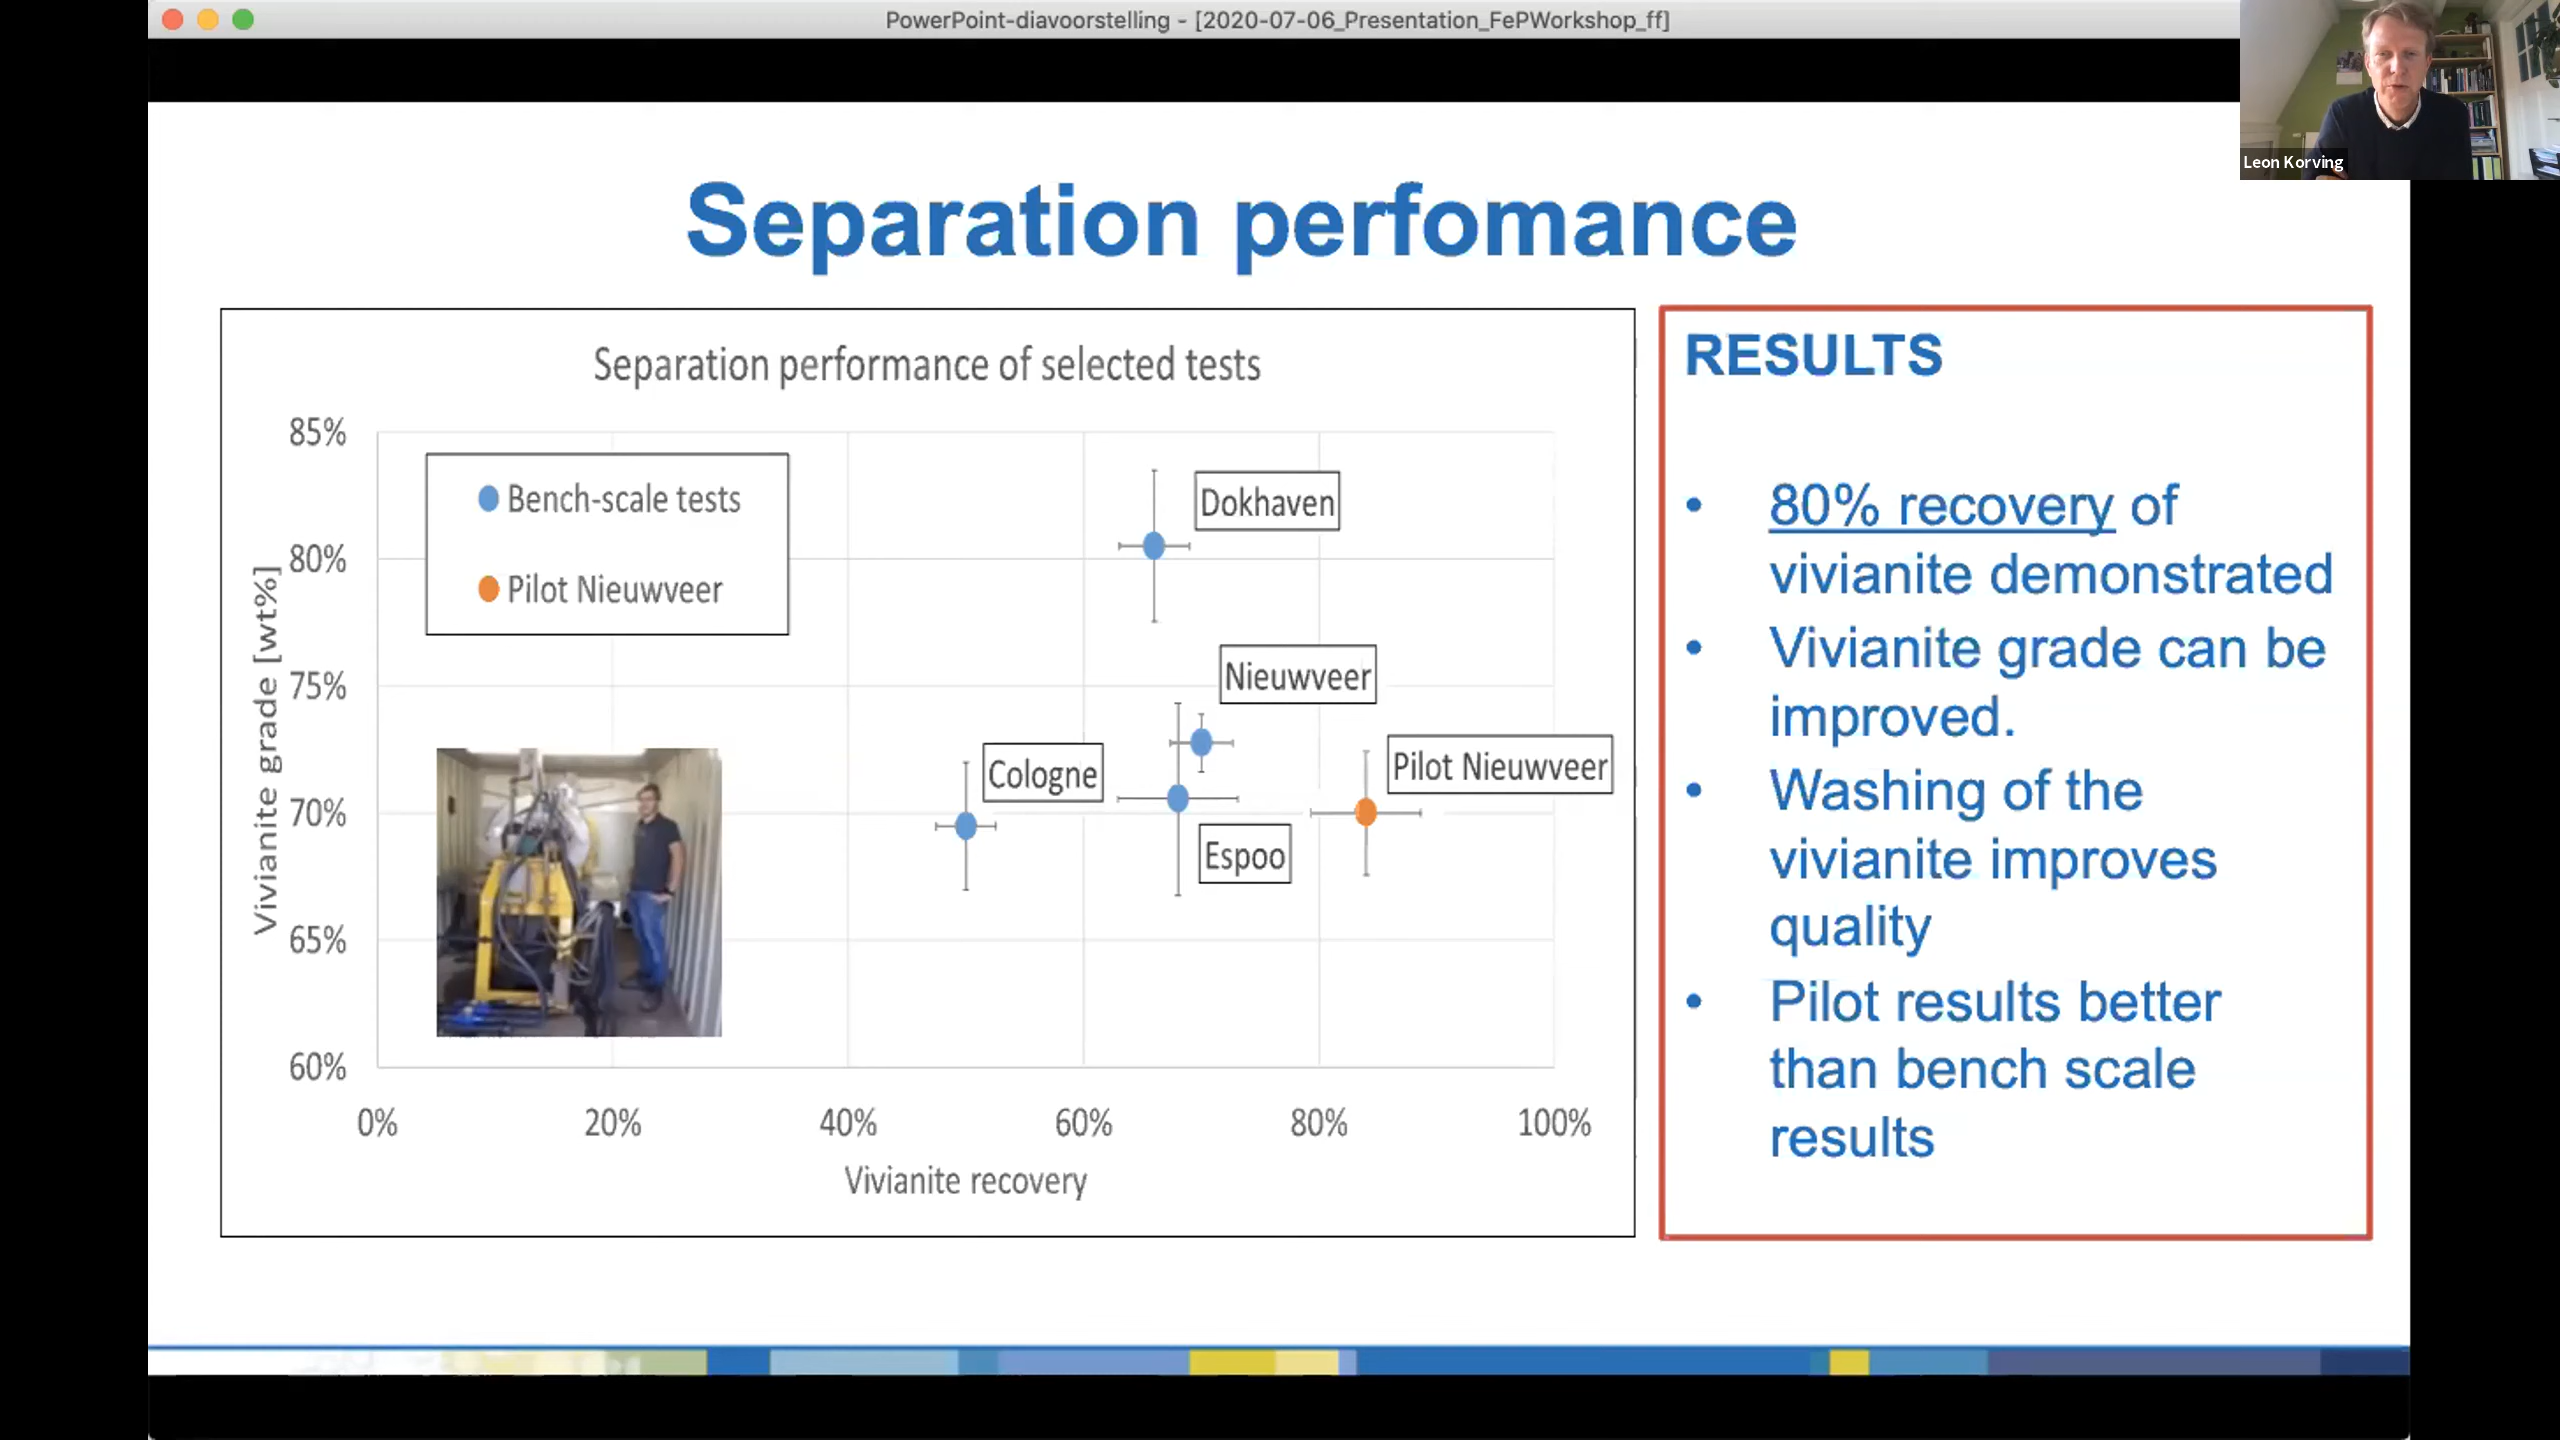 PowerPoint-diavoorstelling - [2020-07-06_Presentation_FePWorkshop_ff]
Leon Korving
Separation perfomance
Separation performance of selected tests
85%
80%
75%
70%
65%
60%
Vivianite grade [wt%]
Bench-scale tests
Pilot Nieuwveer
Dokhaven
Nieuwveer
Cologne
Pilot Nieuwveer
Espoo
0%
20%
40%
60%
80%
100%
Vivianite recovery
RESULTS
• 80% recovery of
vivianite demonstrated
• Vivianite grade can be
improved.
• Washing of the
vivianite improves
quality
• Pilot results better
than bench scale
results